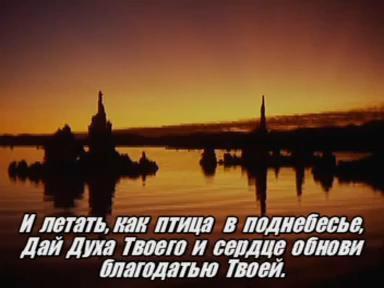 И летать, как птица в поднебесье,
Дай Духа Твоего и сердце обнови
благодатью Твоей.